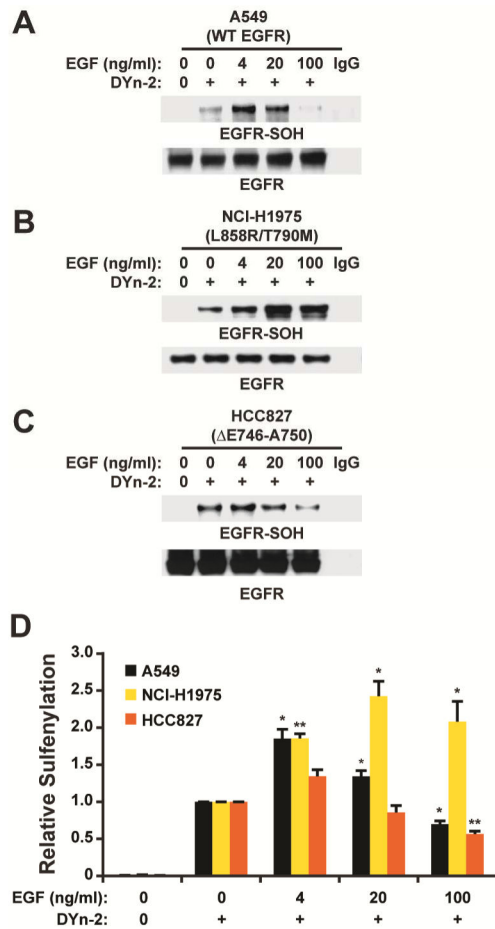 A
A549
(WT EGFR)
EGF (ng/ml): 0 0 4 20 100 IgG
DYn-2: 0 + + + +
EGFR-SOH
EGFR
B
NCI-H1975
(L858R/T790M)
EGF (ng/ml): 0 0 4 20 100 IgG
DYn-2: 0 + + + +
EGFR-SOH
EGFR
C
HCC827
(ΔE746-A750)
EGF (ng/ml): 0 0 4 20 100 IgG
DYn-2: 0 + + + +
EGFR-SOH
EGFR
D
Relative Sulfenylation
3.0
2.5
2.0
1.5
1.0
0.5
0
A549
NCI-H1975
HCC827
* ** * * * * **
EGF (ng/ml): 0 0 4 20 100
DYn-2: 0 + + + +